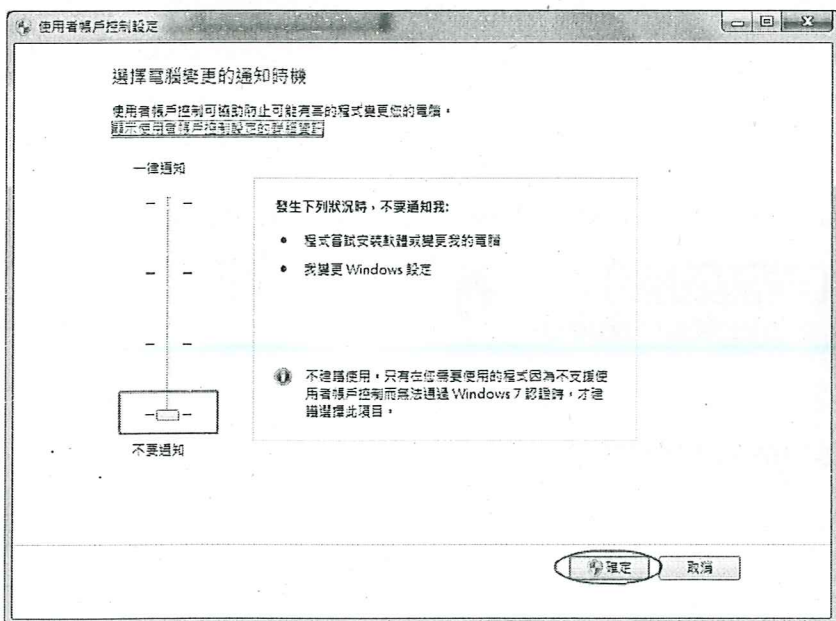 使用者帳戶控制設定
選擇電腦變更的通知時機
使用者帳戶控制可協助防止可能有害的程式變更您的電腦。
顯示使用者帳戶控制設定的詳細資訊
一律通知
發生下列狀況時，不要通知我:
• 程式嘗試安裝軟體或變更我的電腦
• 我變更 Windows 設定
不建議使用。只有在您需要使用的程式因為不支援使
用者帳戶控制而無法通過 Windows 7 認證時，才建
議選擇此項目。
不要通知
確定
取消